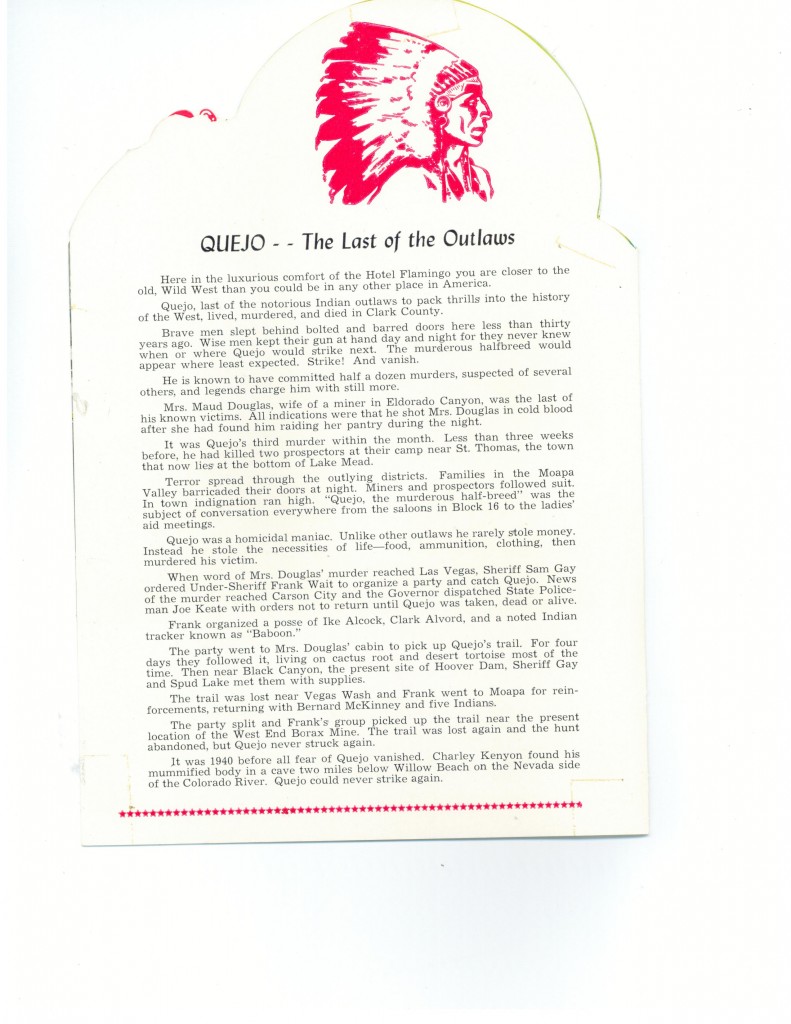 QUEJO - - The Last of the Outlaws
Here in the luxurious comfort of the Hotel Flamingo you are closer to the
old, Wild West than you could be in any other place in America.
Quejo, last of the notorious Indian outlaws to pack thrills into the history
of the West, lived, murdered, and died in Clark County.
Brave men slept behind bolted and barred doors here less than thirty
years ago. Wise men kept their gun at hand day and night for they never knew
when or where Quejo would strike next. The murderous halfbreed would
appear where least expected. Strike! And vanish.
He is known to have committed half a dozen murders, suspected of several
others, and legends charge him with still more.
Mrs. Maud Douglas, wife of a miner in Eldorado Canyon, was the last of
his known victims. All indications were that he shot Mrs. Douglas in cold blood
after she had found him raiding her pantry during the night.
It was Quejo's third murder within the month. Less than three weeks
before, he had killed two prospectors at their camp near St. Thomas, the town
that now lies at the bottom of Lake Mead.
Terror spread through the outlying districts. Families in the Moapa
Valley barricaded their doors at night. Miners and prospectors followed suit.
In town indignation ran high. "Quejo, the murderous half-breed" was the
subject of conversation everywhere from the saloons in Block 16 to the ladies'
aid meetings.
Quejo was a homicidal maniac. Unlike other outlaws he rarely stole money.
Instead he stole the necessities of life—food, ammunition, clothing, then
murdered his victim.
When word of Mrs. Douglas' murder reached Las Vegas, Sheriff Sam Gay
ordered Under-Sheriff Frank Wait to organize a party and catch Quejo. News
of the murder reached Carson City and the Governor dispatched State Police-
man Joe Keate with orders not to return until Quejo was taken, dead or alive.
Frank organized a posse of Ike Alcock, Clark Alvord, and a noted Indian
tracker known as "Baboon."
The party went to Mrs. Douglas' cabin to pick up Quejo's trail. For four
days they followed it, living on cactus root and desert tortoise most of the
time. Then near Black Canyon, the present site of Hoover Dam, Sheriff Gay
and Spud Lake met them with supplies.
The trail was lost near Vegas Wash and Frank went to Moapa for rein-
forcements, returning with Bernard McKinney and five Indians.
The party split and Frank's group picked up the trail near the present
location of the West End Borax Mine. The trail was lost again and the hunt
abandoned, but Quejo never struck again.
It was 1940 before all fear of Quejo vanished. Charley Kenyon found his
mummified body in a cave two miles below Willow Beach on the Nevada side
of the Colorado River. Quejo could never strike again.